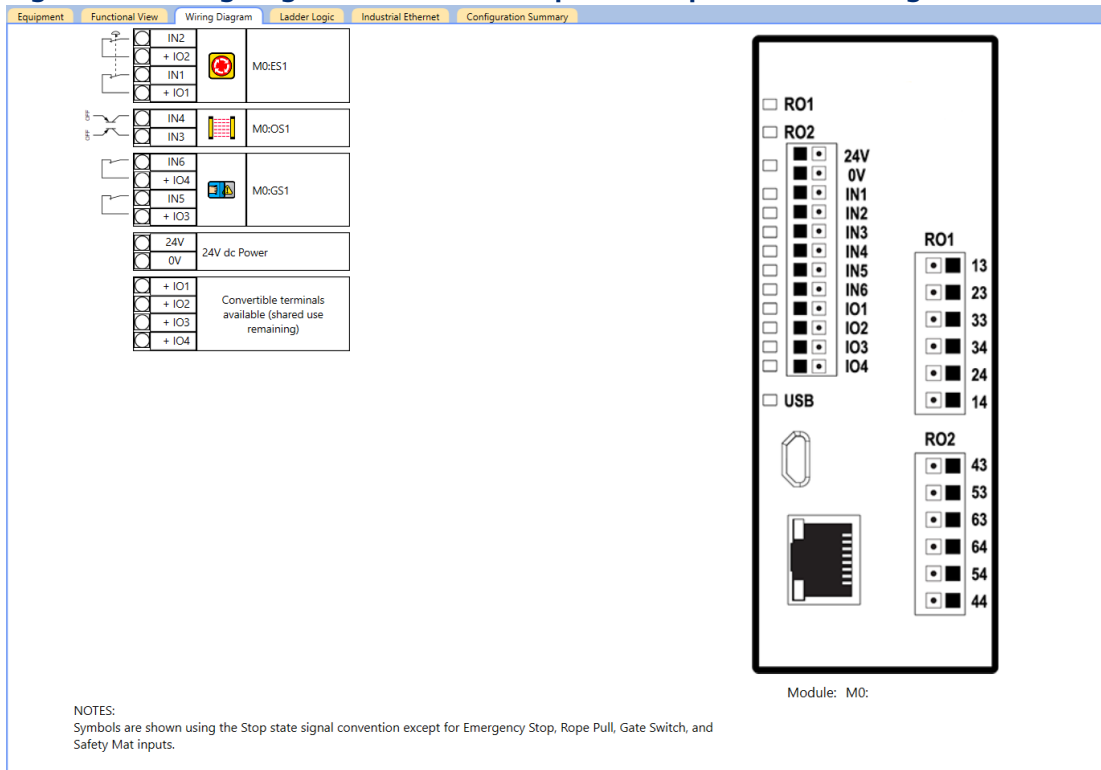 Equipment Functional View Wiring Diagram Ladder Logic Industrial Ethernet Configuration Summary
IN2
+ IO2
IN1
+ IO1
M0:ES1
OFF
OFF
IN4
IN3
M0:OS1
IN6
+ IO4
IN5
+ IO3
M0:GS1
24V
0V
24V dc Power
+ IO1
+ IO2
+ IO3
+ IO4
Convertible terminals
available (shared use
remaining)
RO1
RO2
24V
0V
IN1
IN2
IN3
IN4
IN5
IN6
IO1
IO2
IO3
IO4
USB
RO1
13
23
33
34
24
14
RO2
43
53
63
64
54
44
Module: M0:
NOTES:
Symbols are shown using the Stop state signal convention except for Emergency Stop, Rope Pull, Gate Switch, and
Safety Mat inputs.